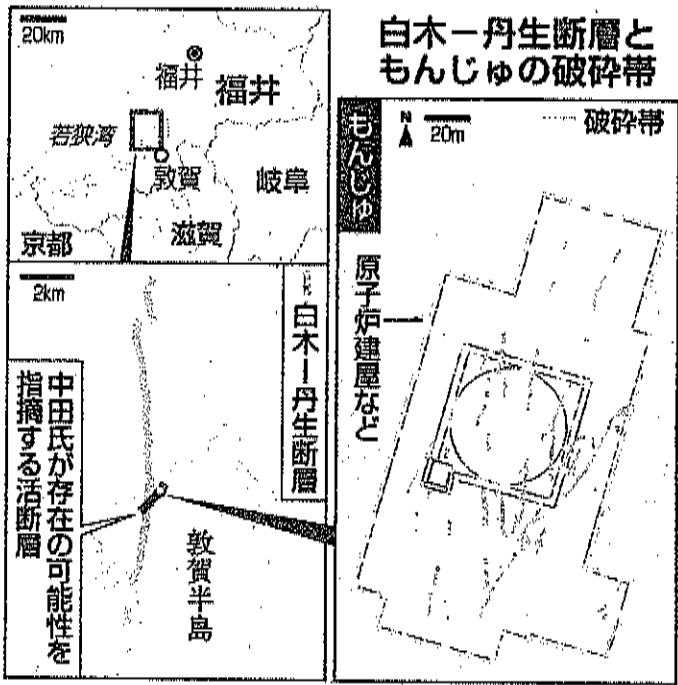 白木ー丹生断層と
もんじゅの破砕帯
20km
福井
福井
若狭湾
敦賀
岐阜
滋賀
京都
2km
白木ー丹生断層
中田氏が存在の可能性を
指摘する活断層
敦賀半島
もんじゅ
N
20m
破砕帯
原子炉建屋など